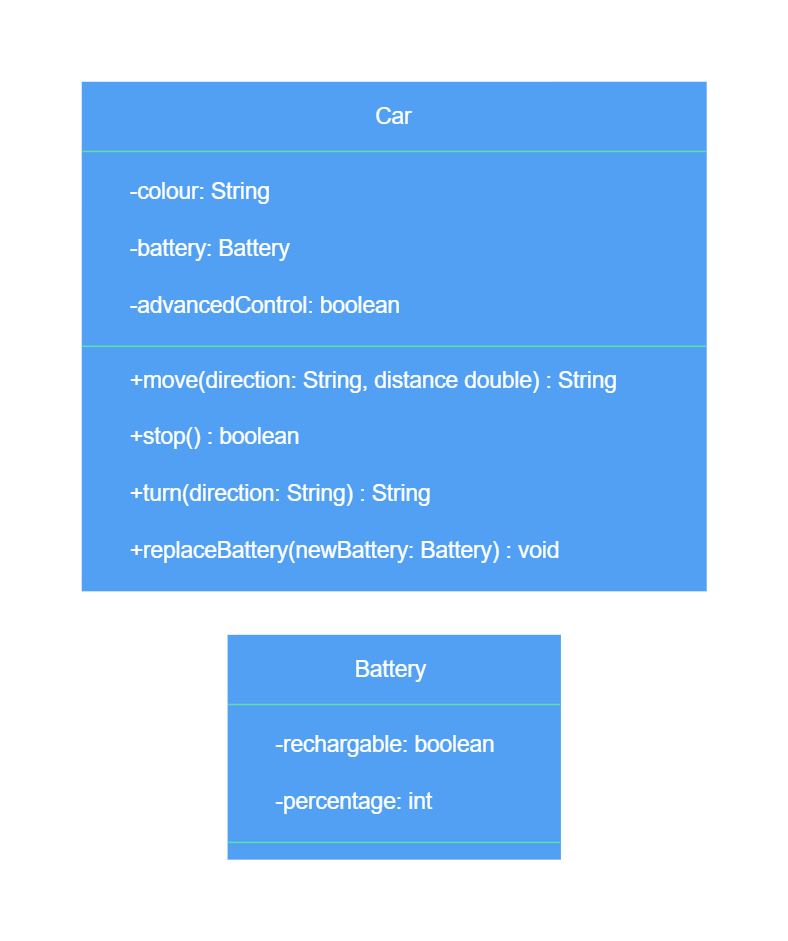 Car
-colour: String
-battery: Battery
-advancedControl: boolean
+move(direction: String, distance double) : String
+stop() : boolean
+turn(direction: String) : String
+replaceBattery(newBattery: Battery) : void
Battery
-rechargable: boolean
-percentage: int